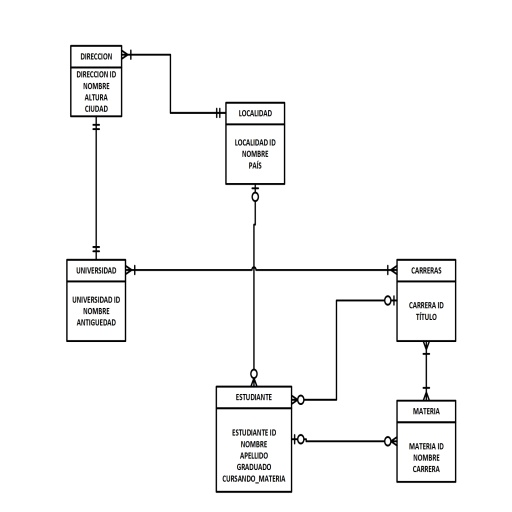 DIRECCION
DIRECCION ID
NOMBRE
ALTURA
CIUDAD
LOCALIDAD
LOCALIDAD ID
NOMBRE
PAÍS
UNIVERSIDAD
UNIVERSIDAD ID
NOMBRE
ANTIGUEDAD
CARRERAS
CARRERA ID
TÍTULO
ESTUDIANTE
ESTUDIANTE ID
NOMBRE
APELLIDO
GRADUADO
CURSANDO_MATERIA
MATERIA
MATERIA ID
NOMBRE
CARRERA